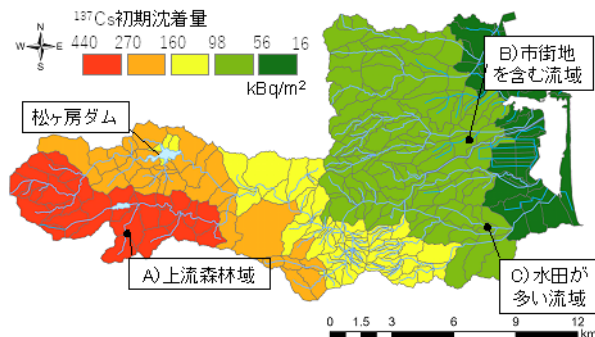 ¹³⁷Cs初期沈着量
440 270 160 98 56 16
kBq/m²
N
W E
S
松ヶ房ダム
B)市街地
を含む流域
A)上流森林域
C)水田が
多い流域
0 1.5 3 6 9 12
km